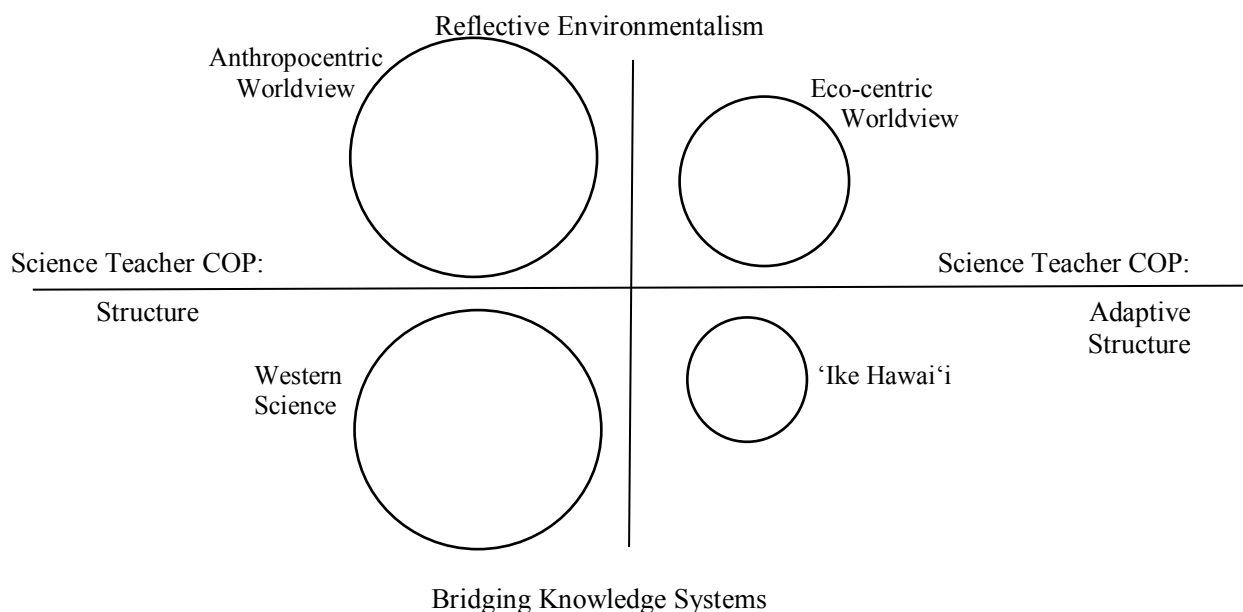 Reflective Environmentalism
Anthropocentric
Worldview
Eco-centric
Worldview
Science Teacher COP:
Structure
Science Teacher COP:
Adaptive
Structure
Western
Science
‘Ike Hawai‘i
Bridging Knowledge Systems